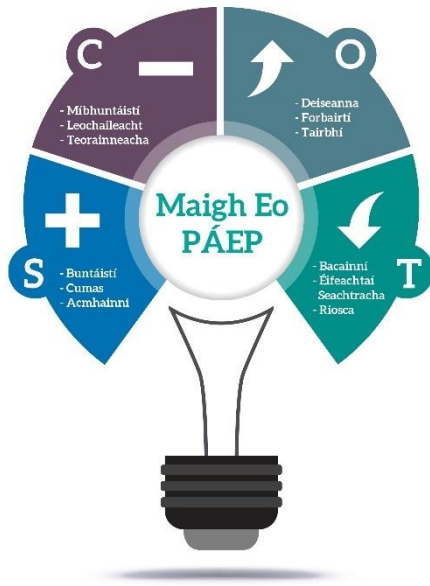 C
- Míbhuntáistí
- Leochaileacht
- Teorainneacha
O
- Deiseanna
- Forbairtí
- Tairbhí
Maigh Eo
PÁEP
S
- Buntáistí
- Cumas
- Acmhainní
T
- Bacainní
- Éifeachtaí
Seachtracha
- Riosca